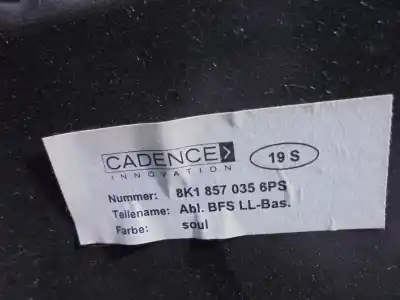 CADENCE
INNOVATION
19 S
Nummer: 8K1 857 035 6PS
Teilename: Abl. BFS LL-Bas.
Farbe: soul